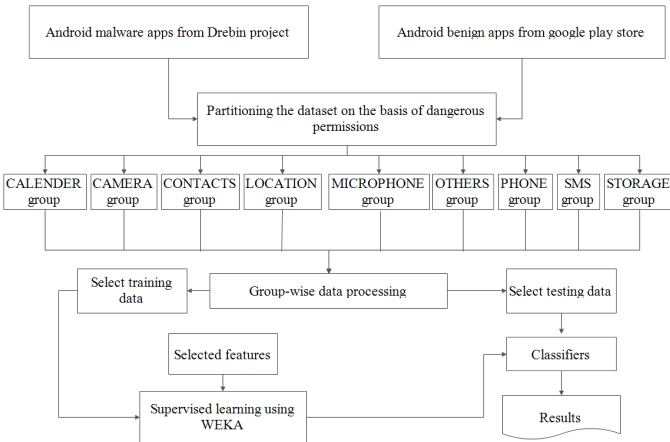 Android malware apps from Drebin project
Android benign apps from google play store
Partitioning the dataset on the basis of dangerous
permissions
CALENDER
group
CAMERA
group
CONTACTS
group
LOCATION
group
MICROPHONE
group
OTHERS
group
PHONE
group
SMS
group
STORAGE
group
Select training
data
Group-wise data processing
Select testing data
Selected features
Classifiers
Supervised learning using
WEKA
Results